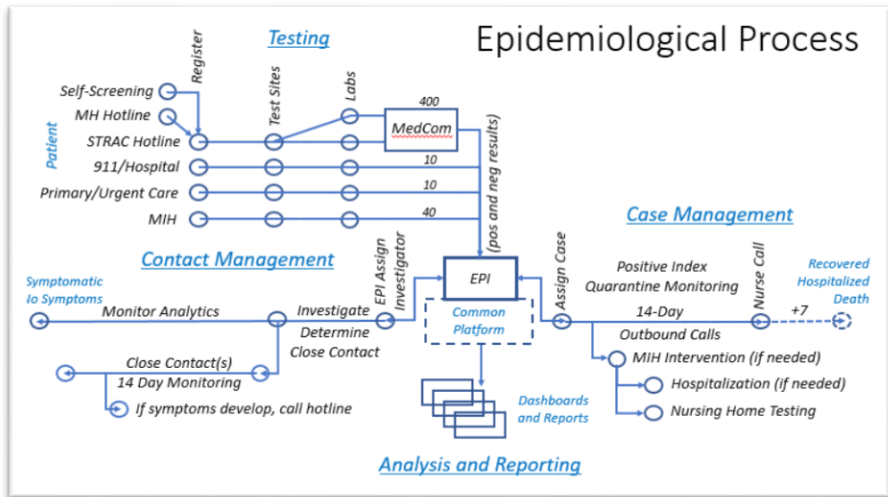 Epidemiological Process
Testing
Register
Test Sites
Labs
Patient
Self-Screening
MH Hotline
STRAC Hotline
911/Hospital
Primary/Urgent Care
MIH
400
MedCom
10
10
40
(pos and neg results)
Contact Management
Symptomatic
Io Symptoms
Monitor Analytics
Investigate
Determine
Close Contact
EPI Assign
Investigator
Close Contact(s)
14 Day Monitoring
If symptoms develop, call hotline
EPI
Common
Platform
Dashboards
and Reports
Analysis and Reporting
Case Management
Assign Case
Positive Index
Quarantine Monitoring
14-Day
Outbound Calls
Nurse Call
+7
Recovered
Hospitalized
Death
MIH Intervention (if needed)
Hospitalization (if needed)
Nursing Home Testing